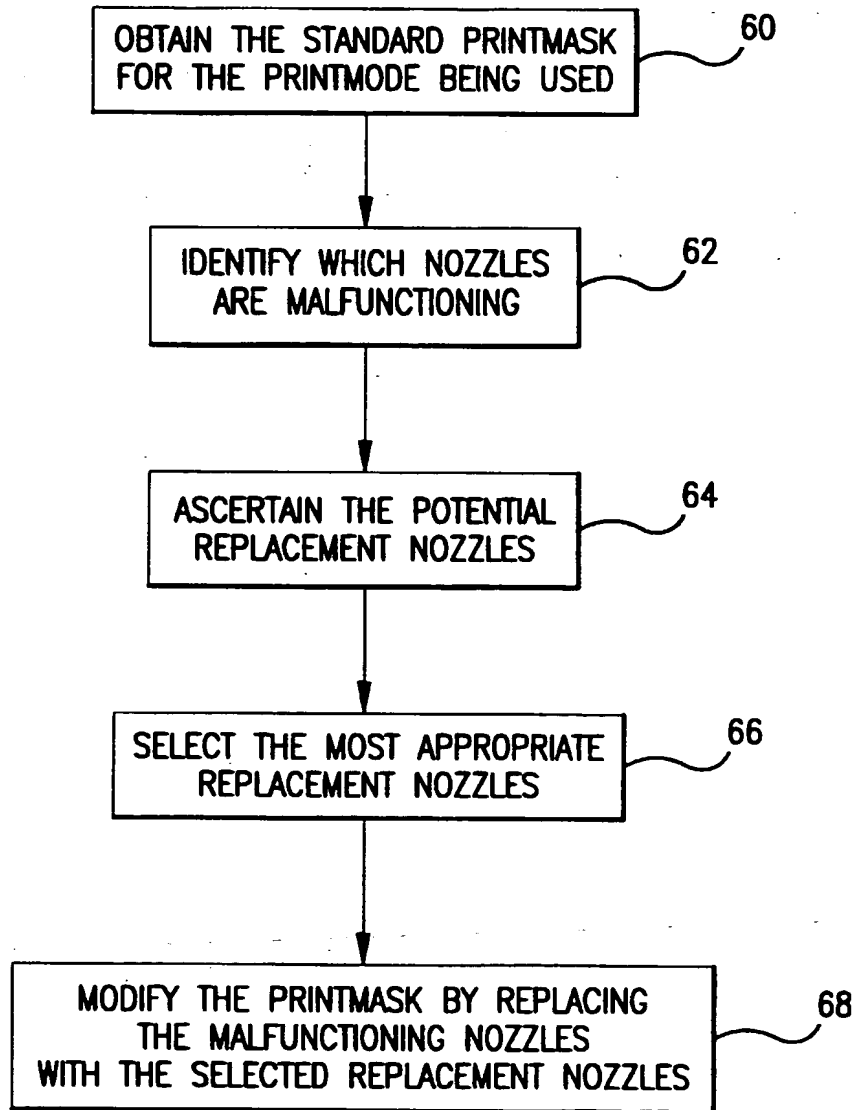 OBTAIN THE STANDARD PRINTMASK
FOR THE PRINTMODE BEING USED
60
IDENTIFY WHICH NOZZLES
ARE MALFUNCTIONING
62
ASCERTAIN THE POTENTIAL
REPLACEMENT NOZZLES
64
SELECT THE MOST APPROPRIATE
REPLACEMENT NOZZLES
66
MODIFY THE PRINTMASK BY REPLACING
THE MALFUNCTIONING NOZZLES
WITH THE SELECTED REPLACEMENT NOZZLES
68